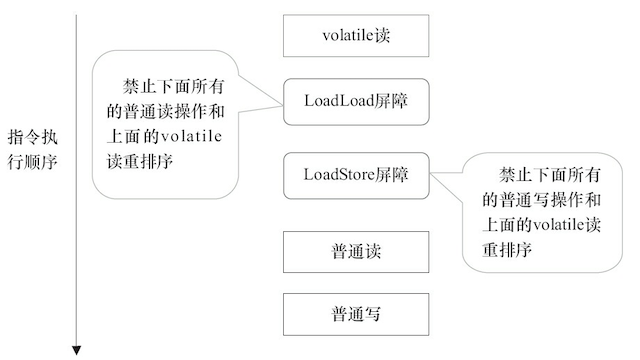 volatile读
禁止下面所有
的普通读操作和
上面的volatile
读重排序
LoadLoad屏障
指令执
行顺序
LoadStore屏障
禁止下面所有
的普通写操作和
上面的volatile读
重排序
普通读
普通写